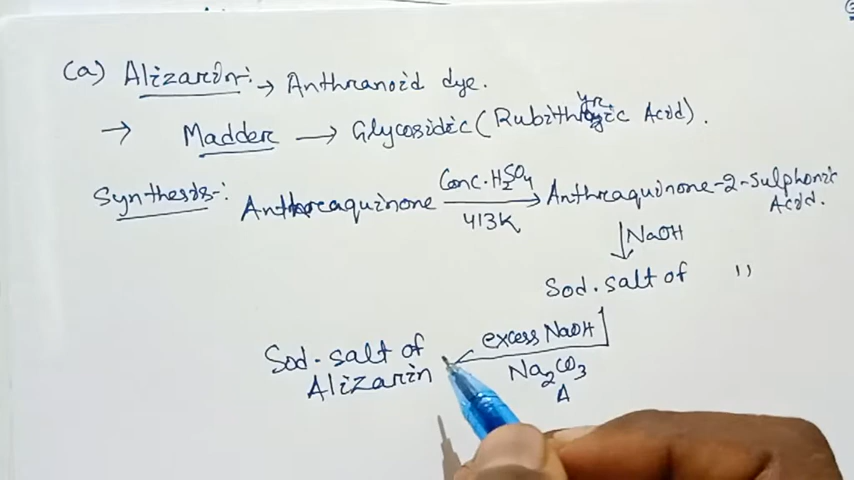 (a) Alizarin:→ Anthranoid dye.
→ Madder → Glycosidic (Rubithyric Acid).
Synthesis:- Anthraquinone Conc. H₂SO₄ 413K → Anthraquinone-2-Sulphonic Acid.
↓ NaOH
Sod. salt of "
excess NaOH
Sod. salt of Alizarin ← Na₂CO₃
Δ